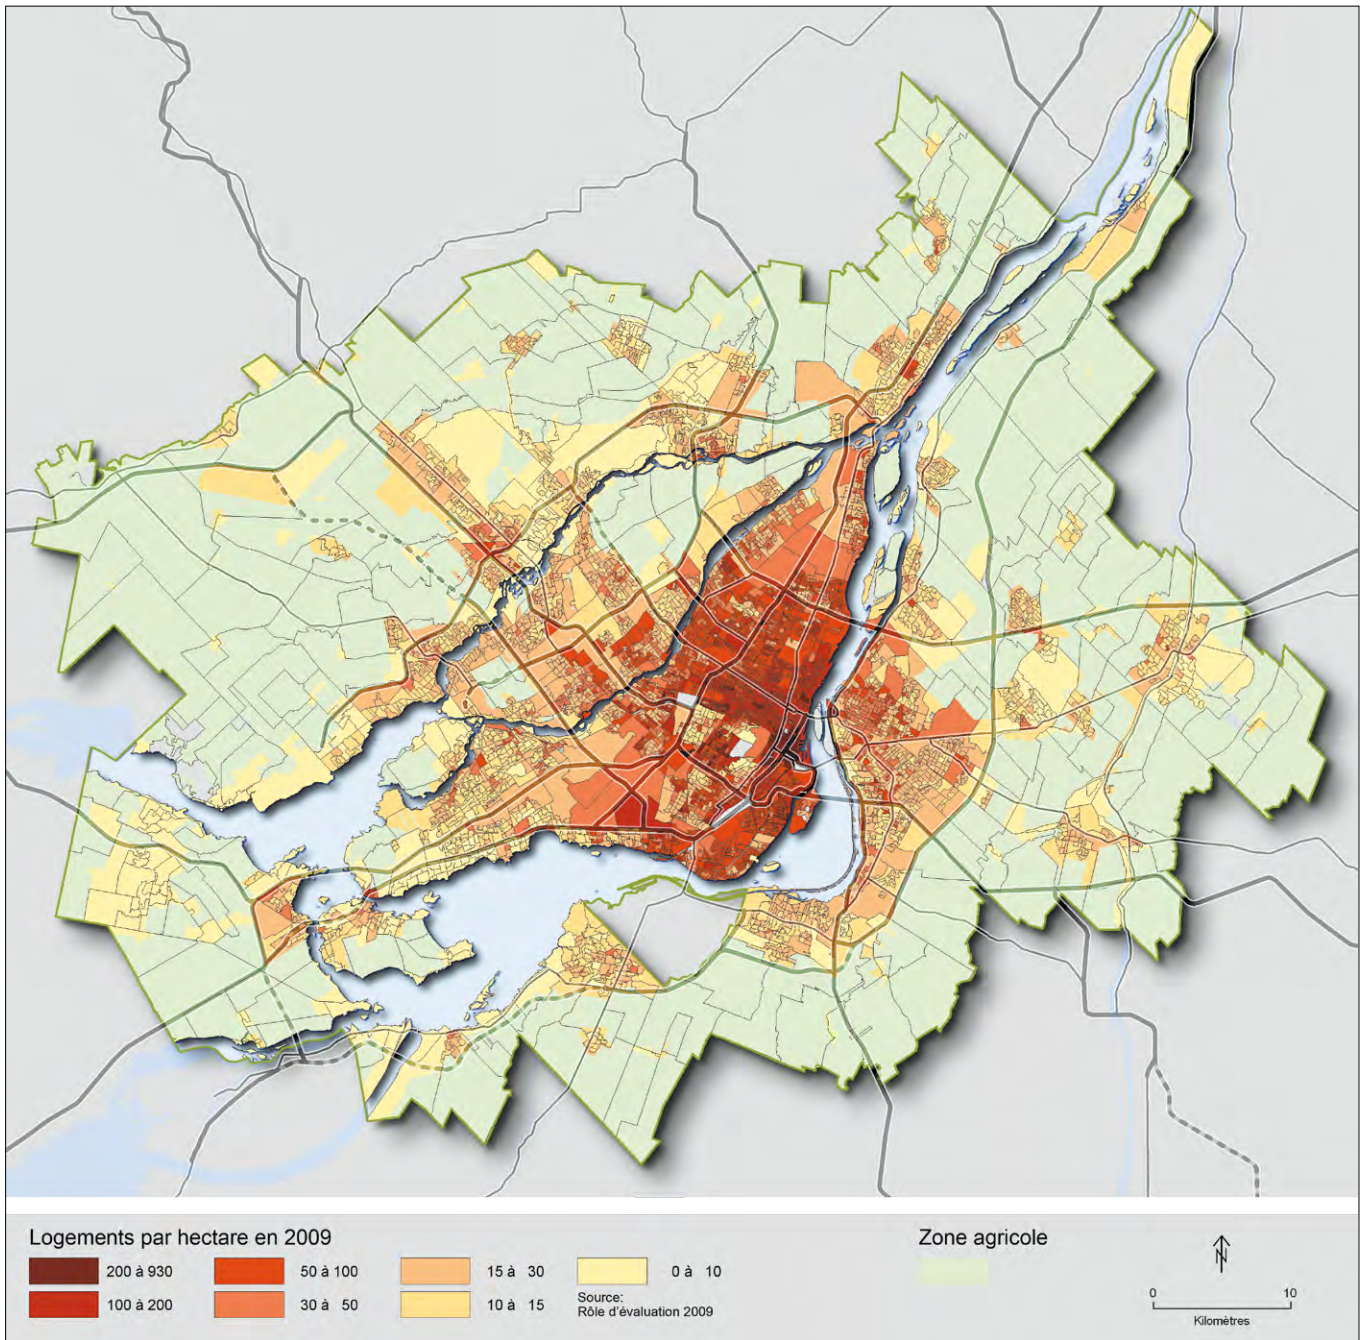 Logements par hectare en 2009
200 à 930
50 à 100
15 à 30
0 à 10
100 à 200
30 à 50
10 à 15
Source:
Rôle d'évaluation 2009
Zone agricole
N
0 10
Kilomètres